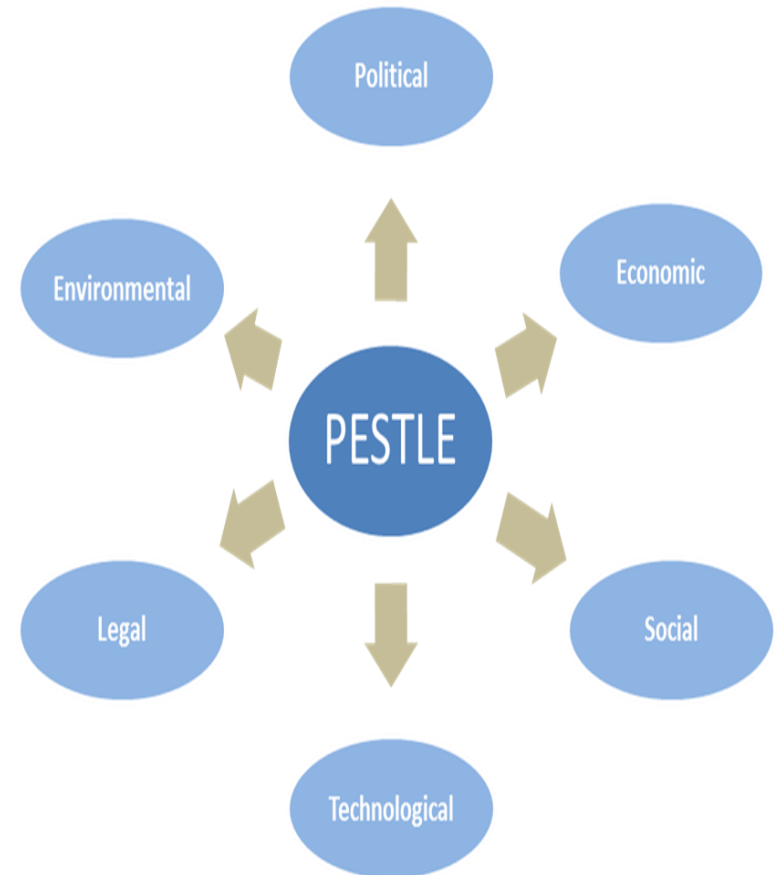 Political
Economic
Environmental
PESTLE
Legal
Social
Technological